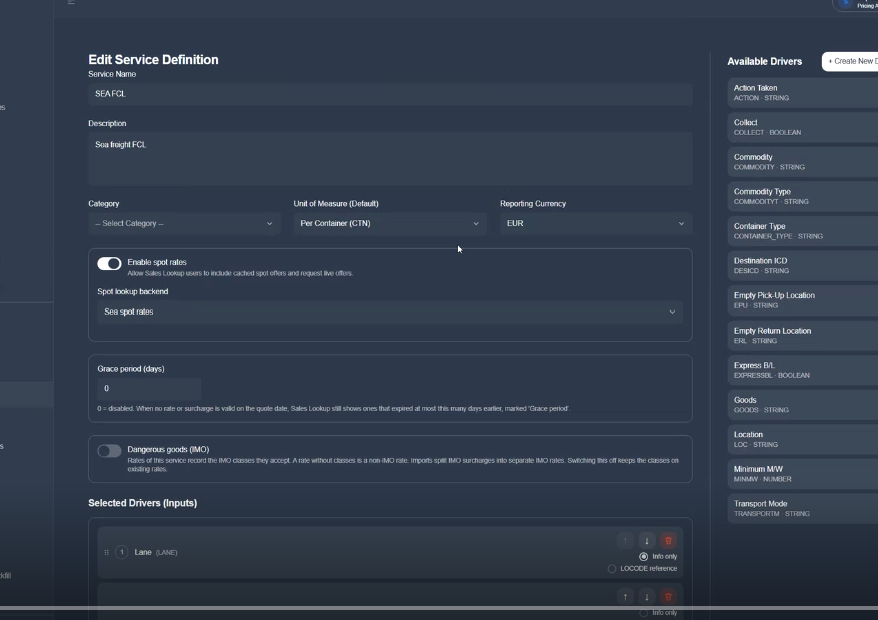 Pricing A
Edit Service Definition
Service Name
SEA FCL
Description
Sea freight FCL
Category
Unit of Measure (Default)
Reporting Currency
-- Select Category --
Per Container (CTN)
EUR
Enable spot rates
Allow Sales Lookup users to include cached spot offers and request live offers.
Spot lookup backend
Sea spot rates
Grace period (days)
0
0 = disabled. When no rate or surcharge is valid on the quote date, Sales Lookup still shows ones that expired at most this many days earlier, marked 'Grace period'.
Dangerous goods (IMO)
Rates of this service record the IMO classes they accept. A rate without classes is a non-IMO rate. Imports split IMO surcharges into separate IMO rates. Switching this off keeps the classes on
existing rates.
Selected Drivers (Inputs)
1 Lane (LANE)
Info only
LOCODE reference
Info only
Available Drivers
+ Create New D
Action Taken
ACTION · STRING
Collect
COLLECT · BOOLEAN
Commodity
COMMODITY · STRING
Commodity Type
COMMODITYT · STRING
Container Type
CONTAINER_TYPE · STRING
Destination ICD
DESICD · STRING
Empty Pick-Up Location
EPU · STRING
Empty Return Location
ERL · STRING
Express B/L
EXPRESSBL · BOOLEAN
Goods
GOODS · STRING
Location
LOC · STRING
Minimum M/W
MINMW · NUMBER
Transport Mode
TRANSPORTM · STRING